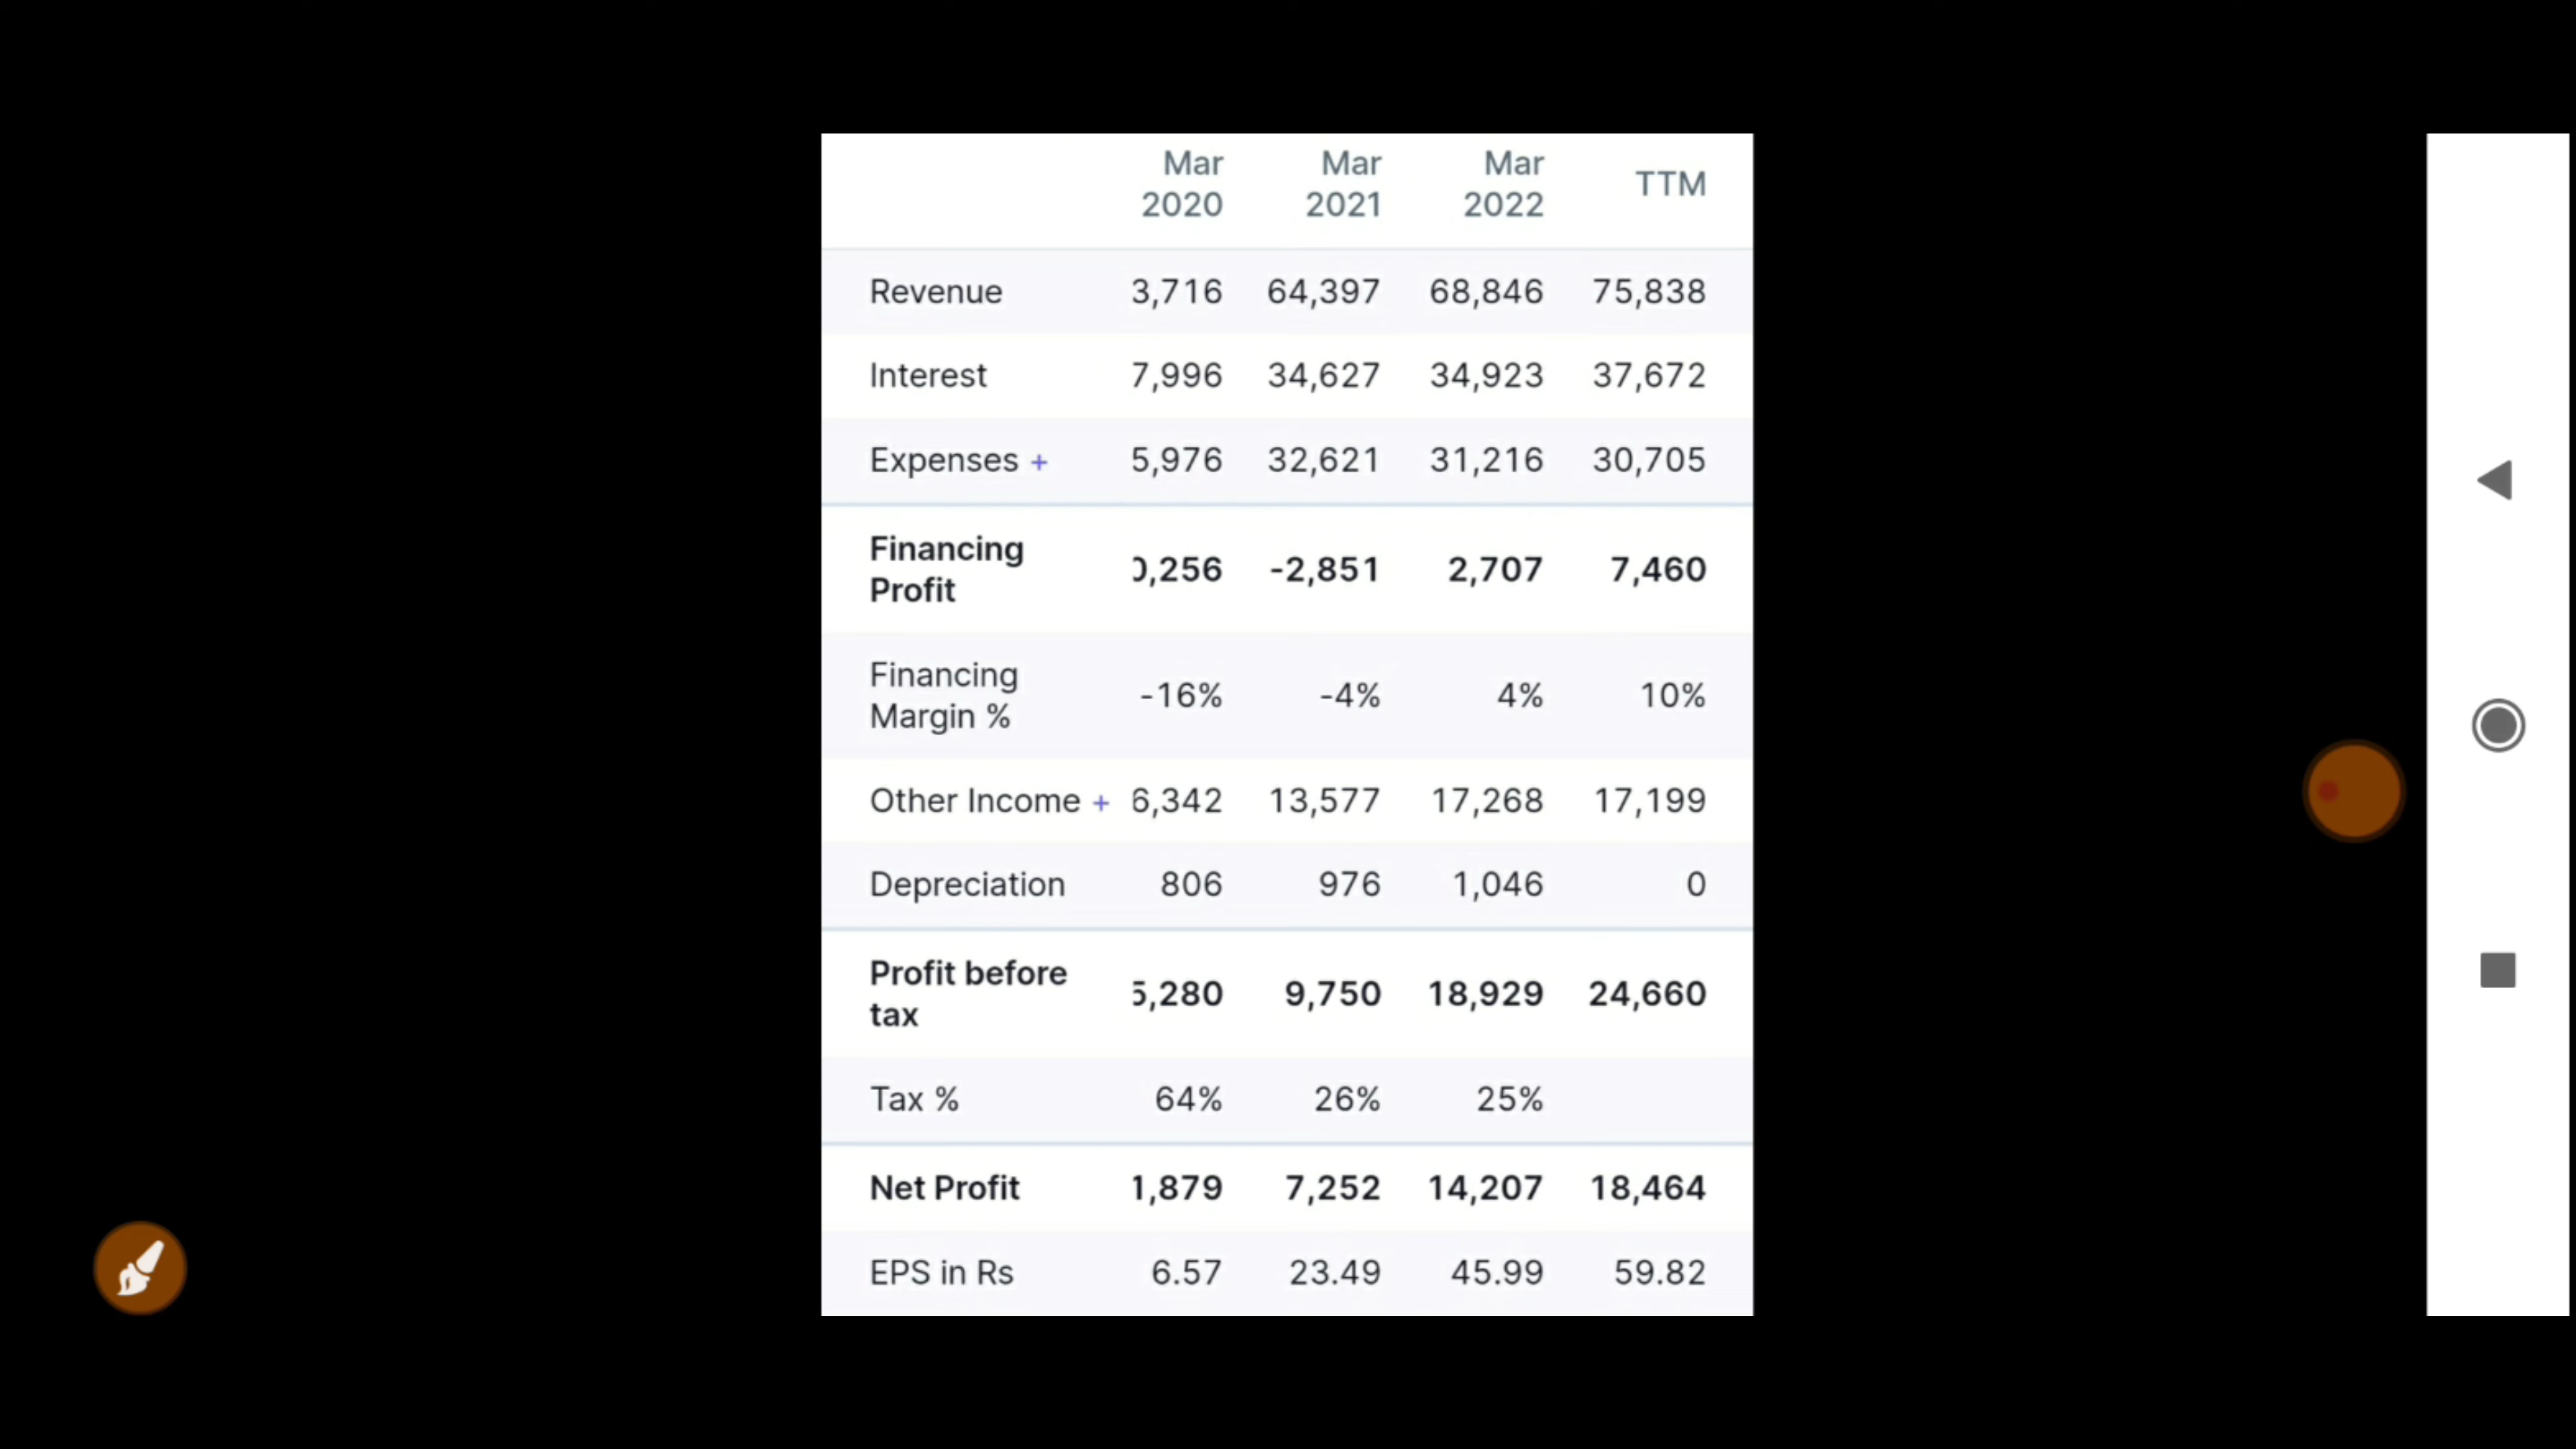 Mar 2020 Mar 2021 Mar 2022 TTM
Revenue 3,716 64,397 68,846 75,838
Interest 7,996 34,627 34,923 37,672
Expenses + 5,976 32,621 31,216 30,705
Financing Profit 0,256 -2,851 2,707 7,460
Financing Margin % -16% -4% 4% 10%
Other Income + 6,342 13,577 17,268 17,199
Depreciation 806 976 1,046 0
Profit before tax 5,280 9,750 18,929 24,660
Tax % 64% 26% 25%
Net Profit 1,879 7,252 14,207 18,464
EPS in Rs 6.57 23.49 45.99 59.82